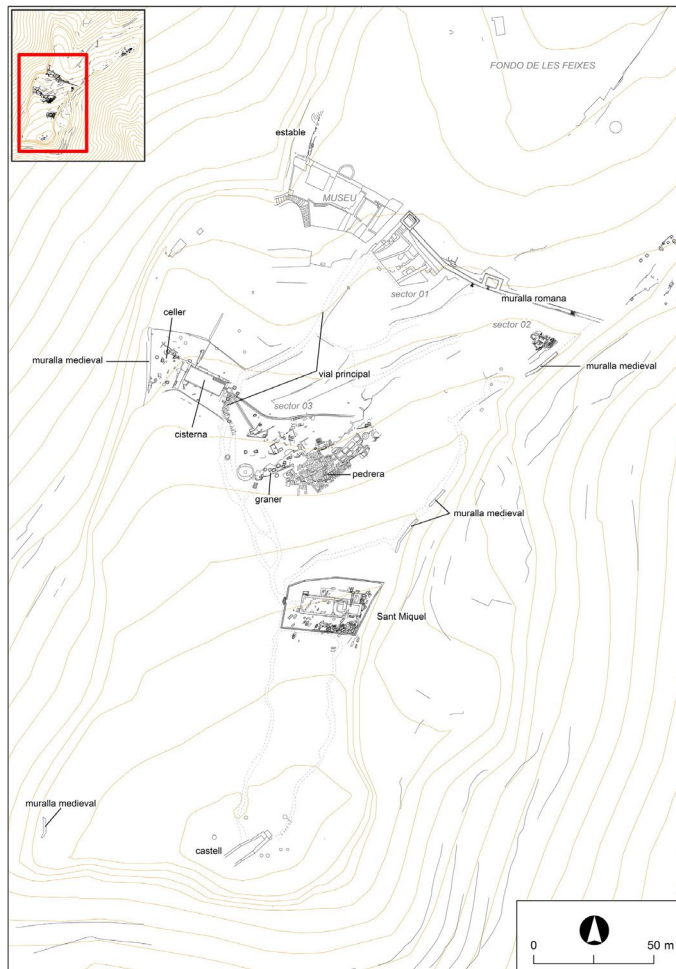 FONDO DE LES FEIXES
estable
MUSEU
sector 01
muralla romana
celler
sector 02
muralla medieval
vial principal
muralla medieval
sector 03
cisterna
pedrera
graner
muralla medieval
Sant Miquel
muralla medieval
castell
0
50 m